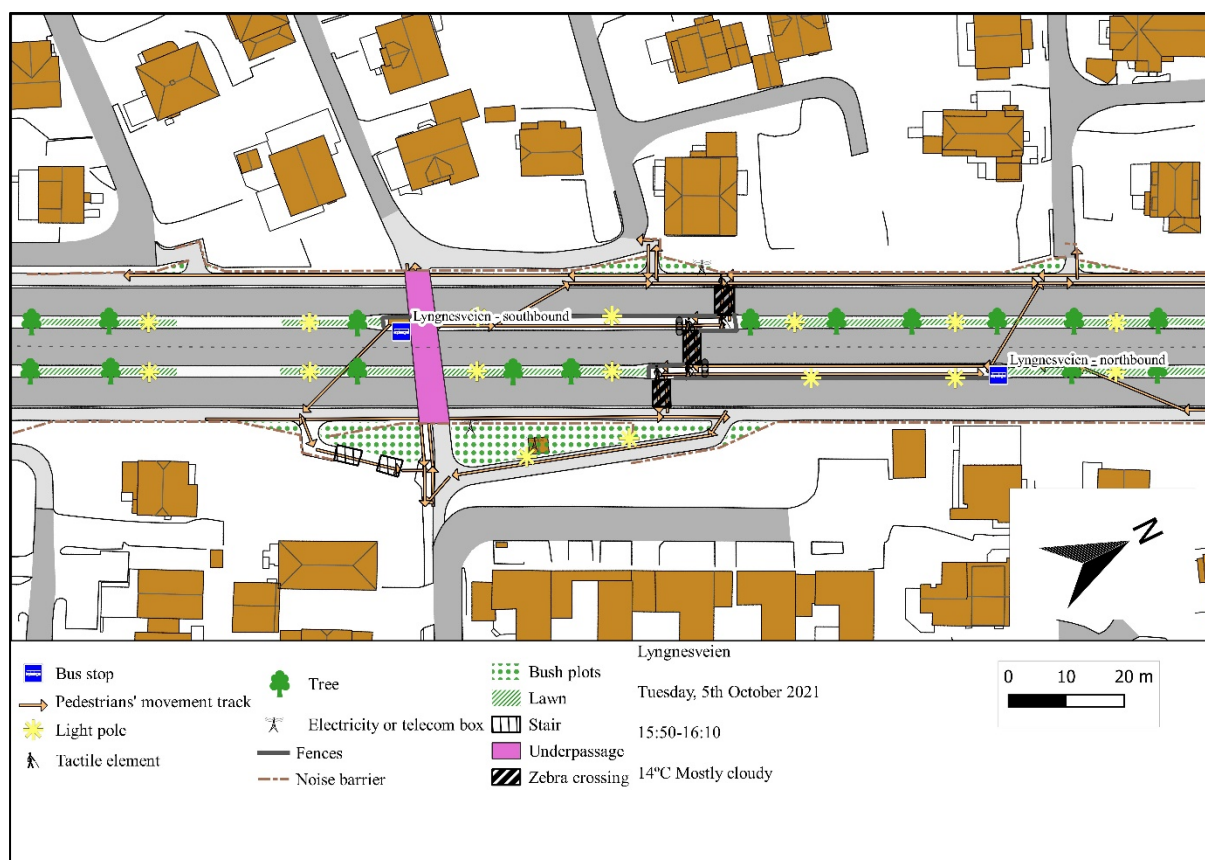 Lyngnesveien - southbound
Lyngnesveien - northbound
N
Bus stop
Pedestrians' movement track
Light pole
Tactile element
Tree
Electricity or telecom box
Fences
Noise barrier
Bush plots
Lawn
Stair
Underpassage
Zebra crossing
Lyngnesveien
Tuesday, 5th October 2021
15:50-16:10
14ºC Mostly cloudy
0 10 20 m